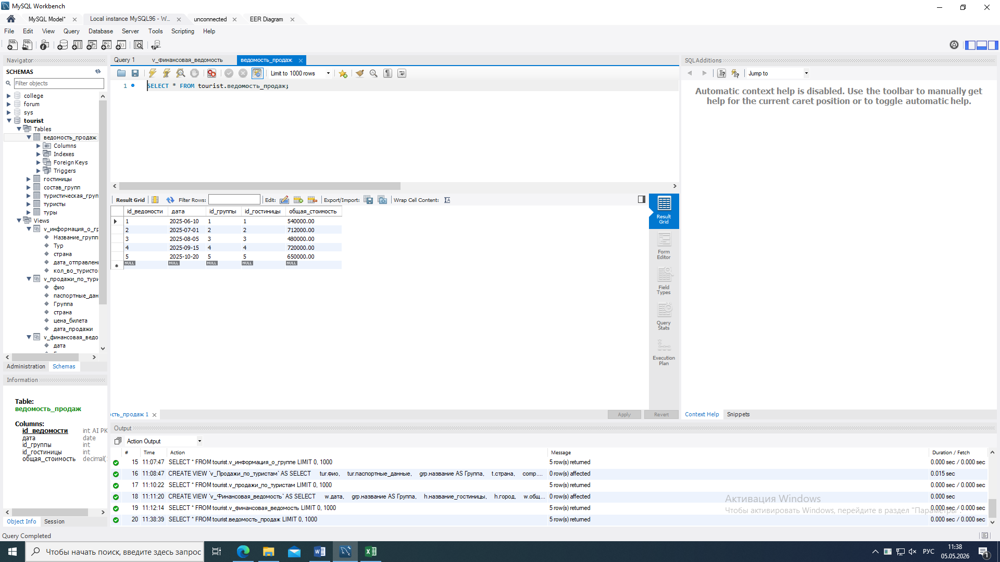 MySQL Workbench
MySQL Model*
Local instance MySQL96 - W...
unconnected
EER Diagram
File Edit View Query Database Server Tools Scripting Help
Navigator
SCHEMAS
Filter objects
college
forum
sys
tourist
Tables
ведомость_продаж
Columns
Indexes
Foreign Keys
Triggers
гостиницы
состав_групп
туристическая_груп
туристы
туры
Views
v_информация_о_гр
Название_групп
Тур
страна
дата_отправлен
кол_во_туристо
v_продажи_по_тури
фио
паспортные_дан
Группа
страна
цена_билета
дата_продажи
v_финансовая_ведо
дата
Administration Schemas
Information
Table:
ведомость_продаж
Columns:
id_ведомости int AI PK
дата date
id_группы int
id_гостиницы int
общая_стоимость decimal(
Object Info Session
Query Completed
Query 1 v_финансовая_ведомость ведомость_продаж
Limit to 1000 rows
1 SELECT * FROM tourist.ведомость_продаж;
Result Grid Filter Rows: Edit: Export/Import: Wrap Cell Content:
id_ведомости дата id_группы id_гостиницы общая_стоимость
1 2025-06-10 1 1 540000.00
2 2025-07-01 2 2 712000.00
3 2025-08-05 3 3 480000.00
4 2025-09-15 4 4 720000.00
5 2025-10-20 5 5 650000.00
NULL NULL NULL NULL NULL
Result Grid
Form Editor
Field Types
Query Stats
Execution Plan
сть_продаж 1
Apply Revert
SQLAdditions
Jump to
Automatic context help is disabled. Use the toolbar to manually get
help for the current caret position or to toggle automatic help.
Context Help Snippets
Output
Action Output
# Time Action Message Duration / Fetch
15 11:07:47 SELECT * FROM tourist.v_информация_о_группе LIMIT 0, 1000 5 row(s) returned 0.000 sec / 0.000 sec
16 11:08:47 CREATE VIEW `v_Продажи_по_туристам` AS SELECT tur.фио, tur.паспортные_данные, grp.название AS Группа, t.страна, comp.... 0 row(s) affected 0.015 sec
17 11:10:22 SELECT * FROM tourist.v_продажи_по_туристам LIMIT 0, 1000 5 row(s) returned 0.000 sec / 0.000 sec
18 11:11:20 CREATE VIEW `v_Финансовая_ведомость` AS SELECT w.дата, grp.название AS Группа, h.название_гостиницы, h.город, w.общ... 0 row(s) affected 0.000 sec
19 11:12:14 SELECT * FROM tourist.v_финансовая_ведомость LIMIT 0, 1000 5 row(s) returned 0.000 sec / 0.000 sec
20 11:38:39 SELECT * FROM tourist.ведомость_продаж LIMIT 0, 1000 5 row(s) returned 0.000 sec / 0.000 sec
Активация Windows
Чтобы активировать Windows, перейдите в раздел "Параметры".
Чтобы начать поиск, введите здесь запрос
РУС
11:38
05.05.2026
1